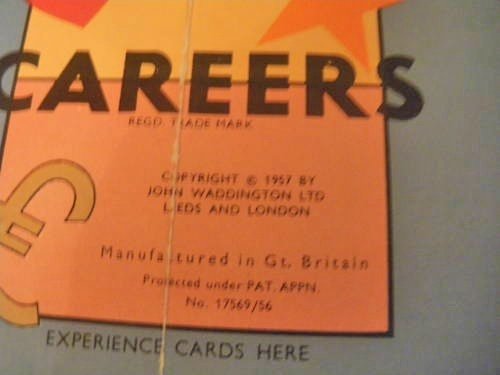 CAREERS
REGD. TRADE MARK
COPYRIGHT © 1957 BY
JOHN WADDINGTON LTD
LEEDS AND LONDON
Manufactured in Gt. Britain
Protected under PAT. APPN.
No. 17569/56
EXPERIENCE CARDS HERE